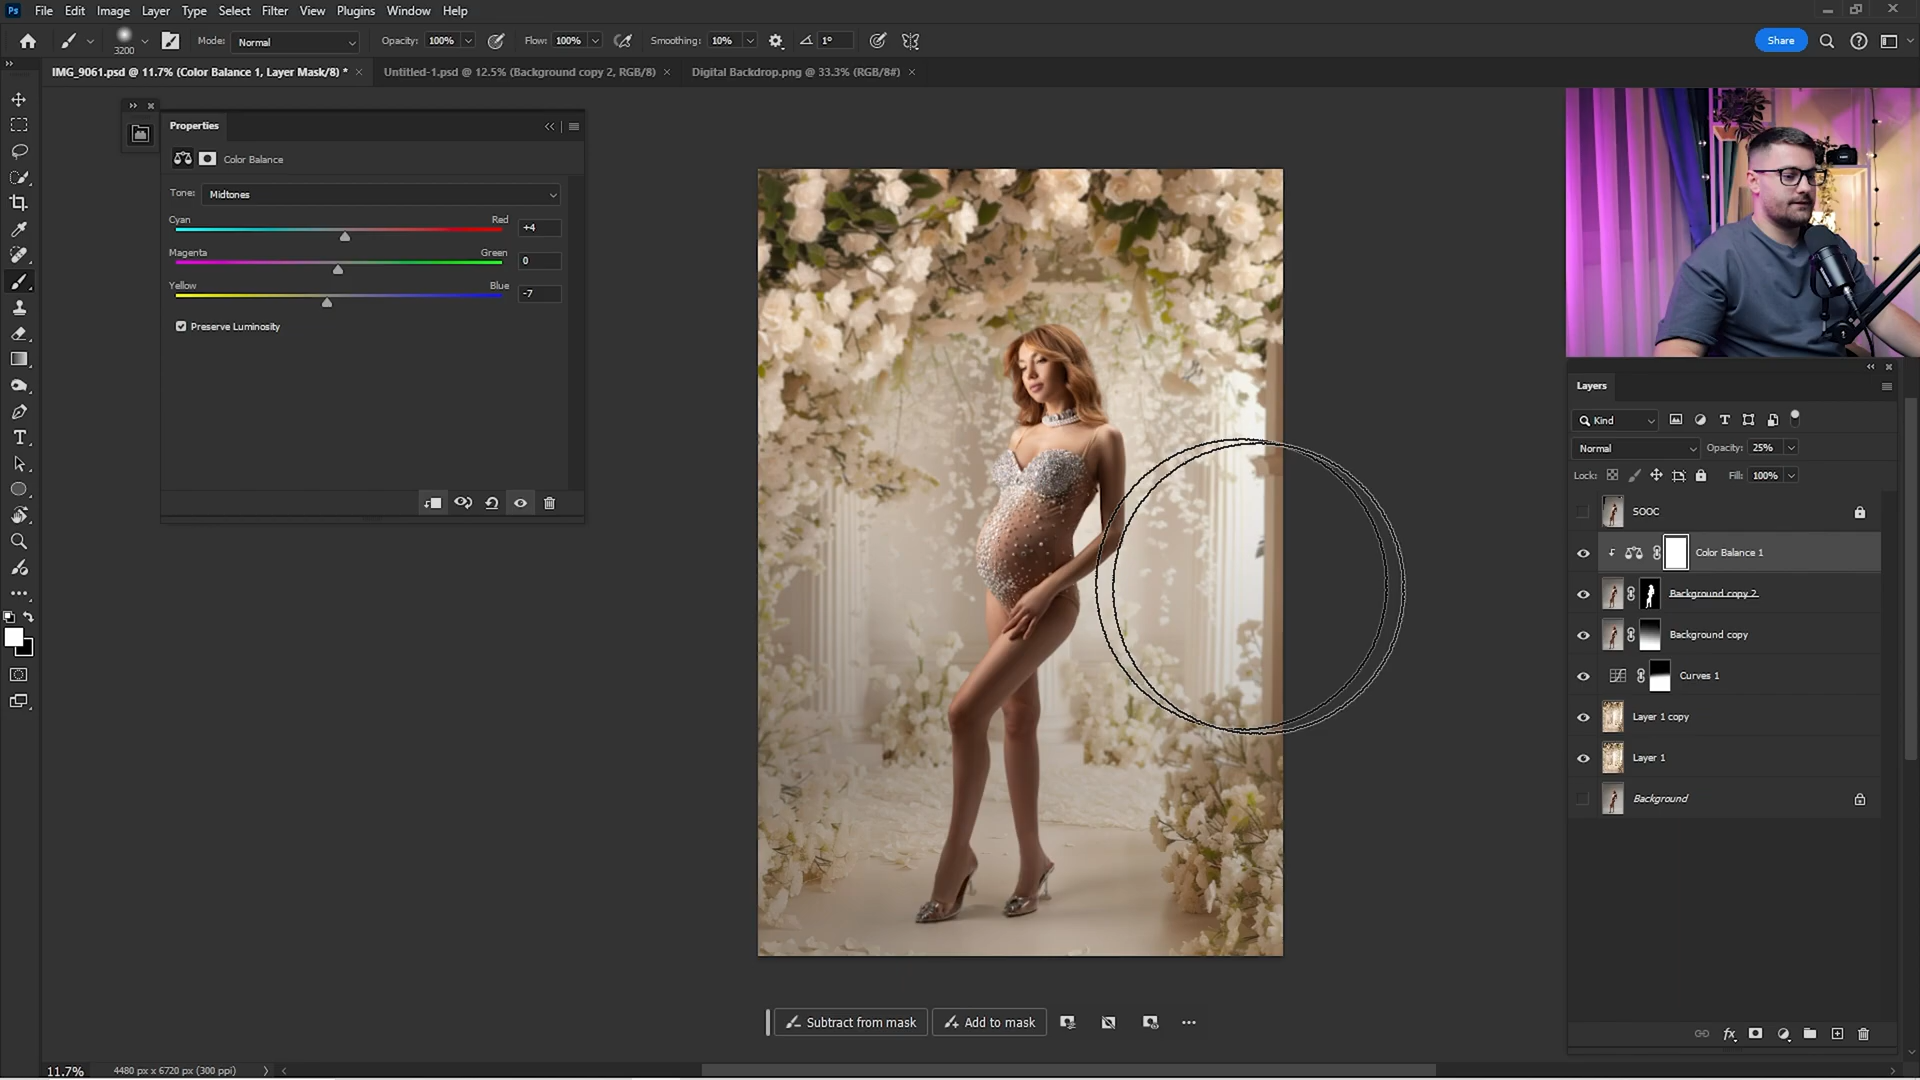 Ps File Edit Image Layer Type Select Filter View Plugins Window Help
3200 Mode: Normal Opacity: 100% Flow: 100% Smoothing: 10% 1° Share
IMG_9061.psd @ 11.7% (Color Balance 1, Layer Mask/8) * × Untitled-1.psd @ 12.5% (Background copy 2, RGB/8) × Digital Backdrop.png @ 33.3% (RGB/8#) ×
Properties
Color Balance
Tone: Midtones
Cyan Red +4
Magenta Green 0
Yellow Blue -7
Preserve Luminosity
Layers
Kind
Normal Opacity: 25%
Lock: Fill: 100%
SOOC
Color Balance 1
Background copy 2
Background copy
Curves 1
Layer 1 copy
Layer 1
Background
Subtract from mask Add to mask
fx
11.7% 4480 px x 6720 px (300 ppi)